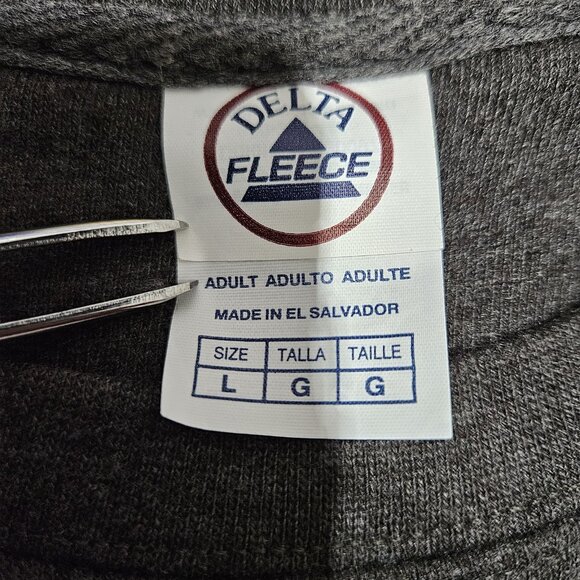 DELTA
FLEECE
ADULT ADULTO ADULTE
MADE IN EL SALVADOR
SIZE TALLA TAILLE
L G G